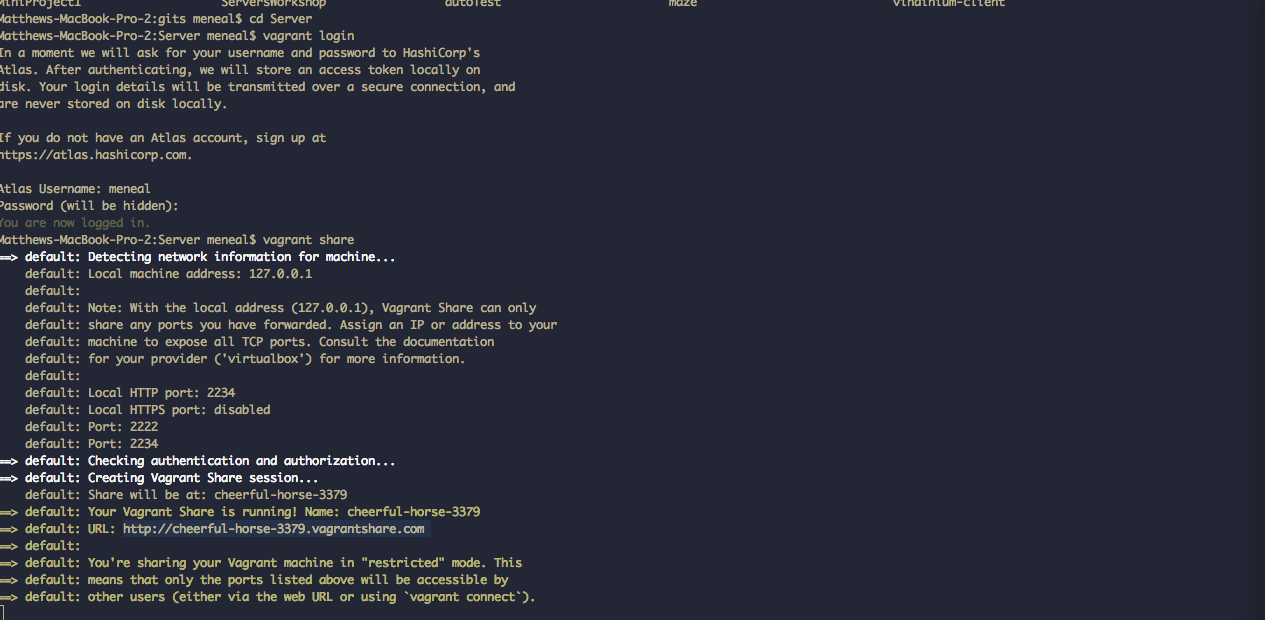 MiniProject1 ServersWorkshop autoTest maze vindinium-client
Matthews-MacBook-Pro-2:gits meneal$ cd Server
Matthews-MacBook-Pro-2:Server meneal$ vagrant login
In a moment we will ask for your username and password to HashiCorp's
Atlas. After authenticating, we will store an access token locally on
disk. Your login details will be transmitted over a secure connection, and
are never stored on disk locally.
If you do not have an Atlas account, sign up at
https://atlas.hashicorp.com.
Atlas Username: meneal
Password (will be hidden):
You are now logged in.
Matthews-MacBook-Pro-2:Server meneal$ vagrant share
==> default: Detecting network information for machine...
default: Local machine address: 127.0.0.1
default:
default: Note: With the local address (127.0.0.1), Vagrant Share can only
default: share any ports you have forwarded. Assign an IP or address to your
default: machine to expose all TCP ports. Consult the documentation
default: for your provider ('virtualbox') for more information.
default:
default: Local HTTP port: 2234
default: Local HTTPS port: disabled
default: Port: 2222
default: Port: 2234
==> default: Checking authentication and authorization...
==> default: Creating Vagrant Share session...
default: Share will be at: cheerful-horse-3379
==> default: Your Vagrant Share is running! Name: cheerful-horse-3379
==> default: URL: http://cheerful-horse-3379.vagrantshare.com
==> default:
==> default: You're sharing your Vagrant machine in "restricted" mode. This
==> default: means that only the ports listed above will be accessible by
==> default: other users (either via the web URL or using `vagrant connect`).